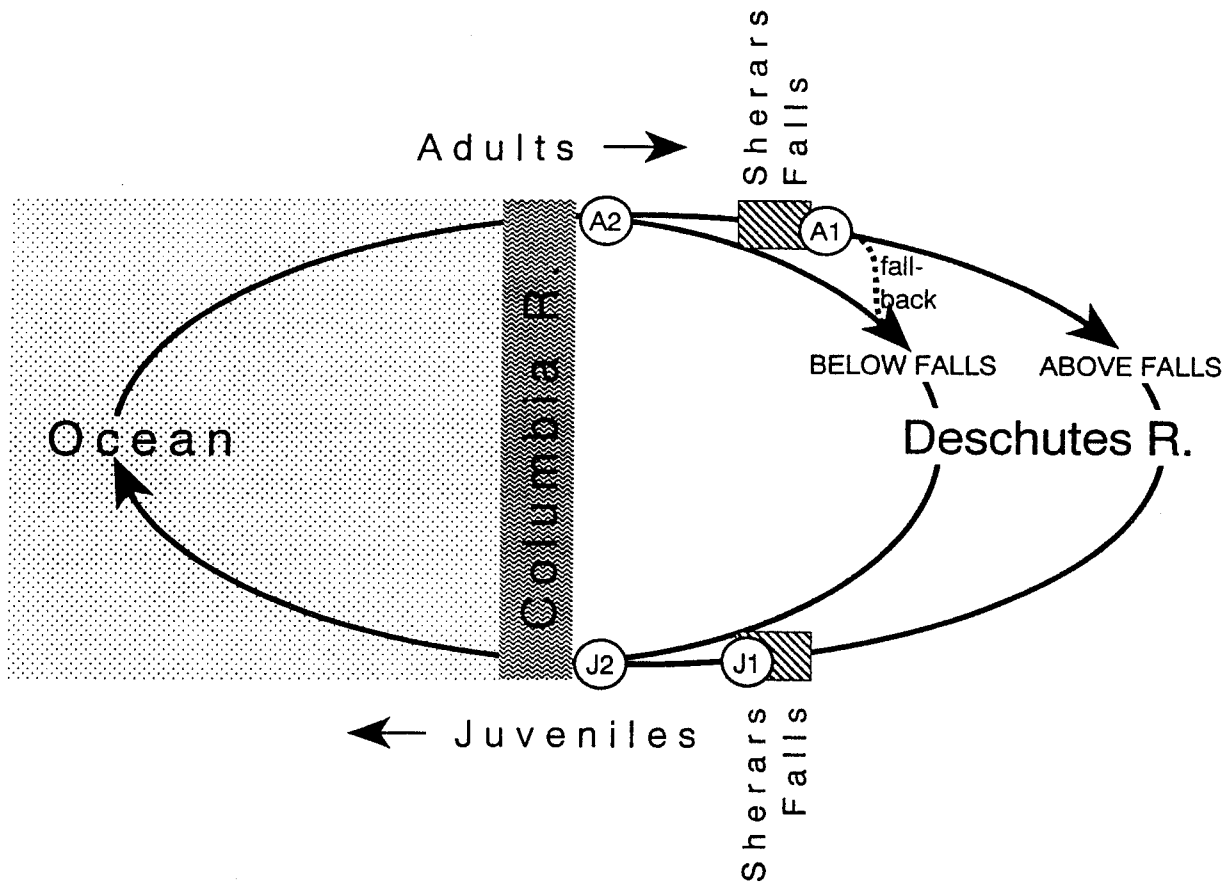 Sherars
Falls
Adults
A2
A1
fall-
back
Columbia R.
BELOW FALLS
ABOVE FALLS
Ocean
Deschutes R.
J2
J1
Juveniles
Sherars
Falls